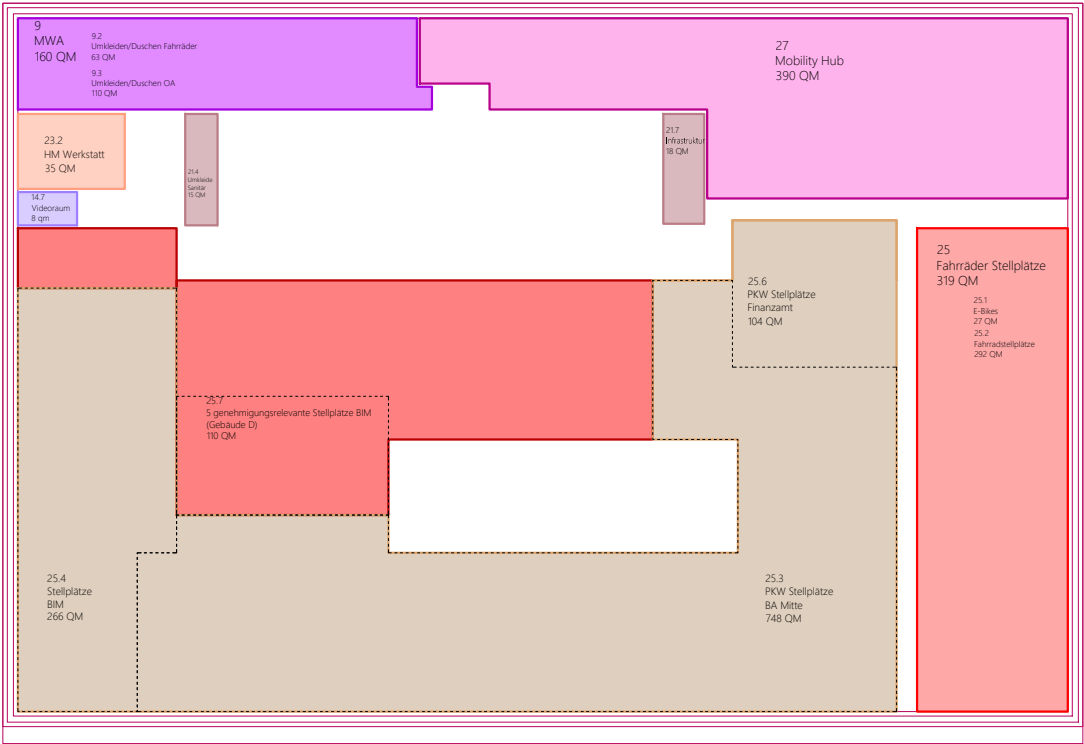 9
MWA
160 QM
9.2
Umkleiden/Duschen Fahrräder
63 QM
9.3
Umkleiden/Duschen OA
110 QM
27
Mobility Hub
390 QM
23.2
HM Werkstatt
35 QM
21.4
Umkleide
Sanitär
15 QM
21.7
Infrastruktur
18 QM
14.7
Videoraum
8 qm
25
Fahrräder Stellplätze
319 QM
25.1
E-Bikes
27 QM
25.2
Fahrradstellplätze
292 QM
25.6
PKW Stellplätze
Finanzamt
104 QM
25.7
5 genehmigungsrelevante Stellplätze BIM
(Gebäude D)
110 QM
25.4
Stellplätze
BIM
266 QM
25.3
PKW Stellplätze
BA Mitte
748 QM